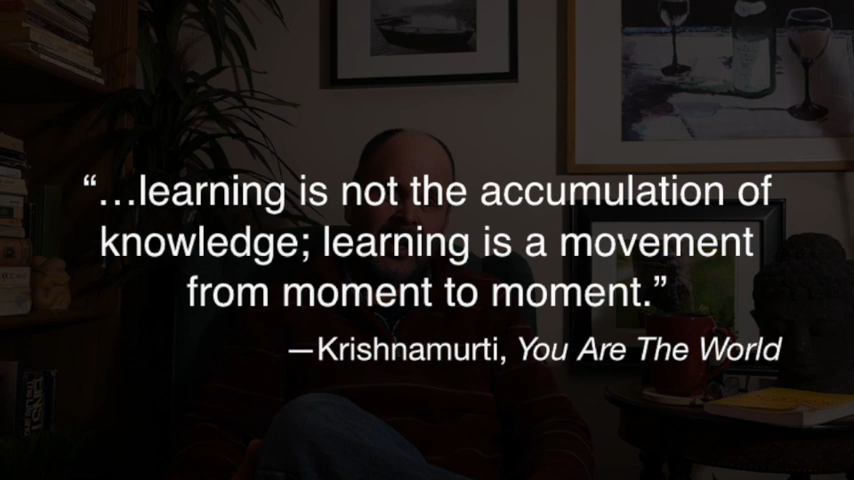 “…learning is not the accumulation of
knowledge; learning is a movement
from moment to moment.”
—Krishnamurti, You Are The World